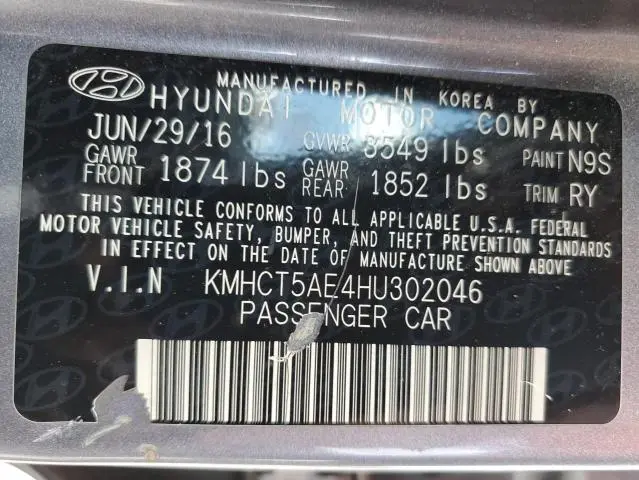 MANUFACTURED IN KOREA BY
HYUNDAI MOTOR COMPANY
JUN/29/16 GVWR 3549 lbs PAINT N9S
GAWR FRONT 1874 lbs GAWR REAR 1852 lbs TRIM RY
THIS VEHICLE CONFORMS TO ALL APPLICABLE U.S.A. FEDERAL
MOTOR VEHICLE SAFETY, BUMPER, AND THEFT PREVENTION STANDARDS
IN EFFECT ON THE DATE OF MANUFACTURE SHOWN ABOVE
V.I.N KMHCT5AE4HU302046
PASSENGER CAR